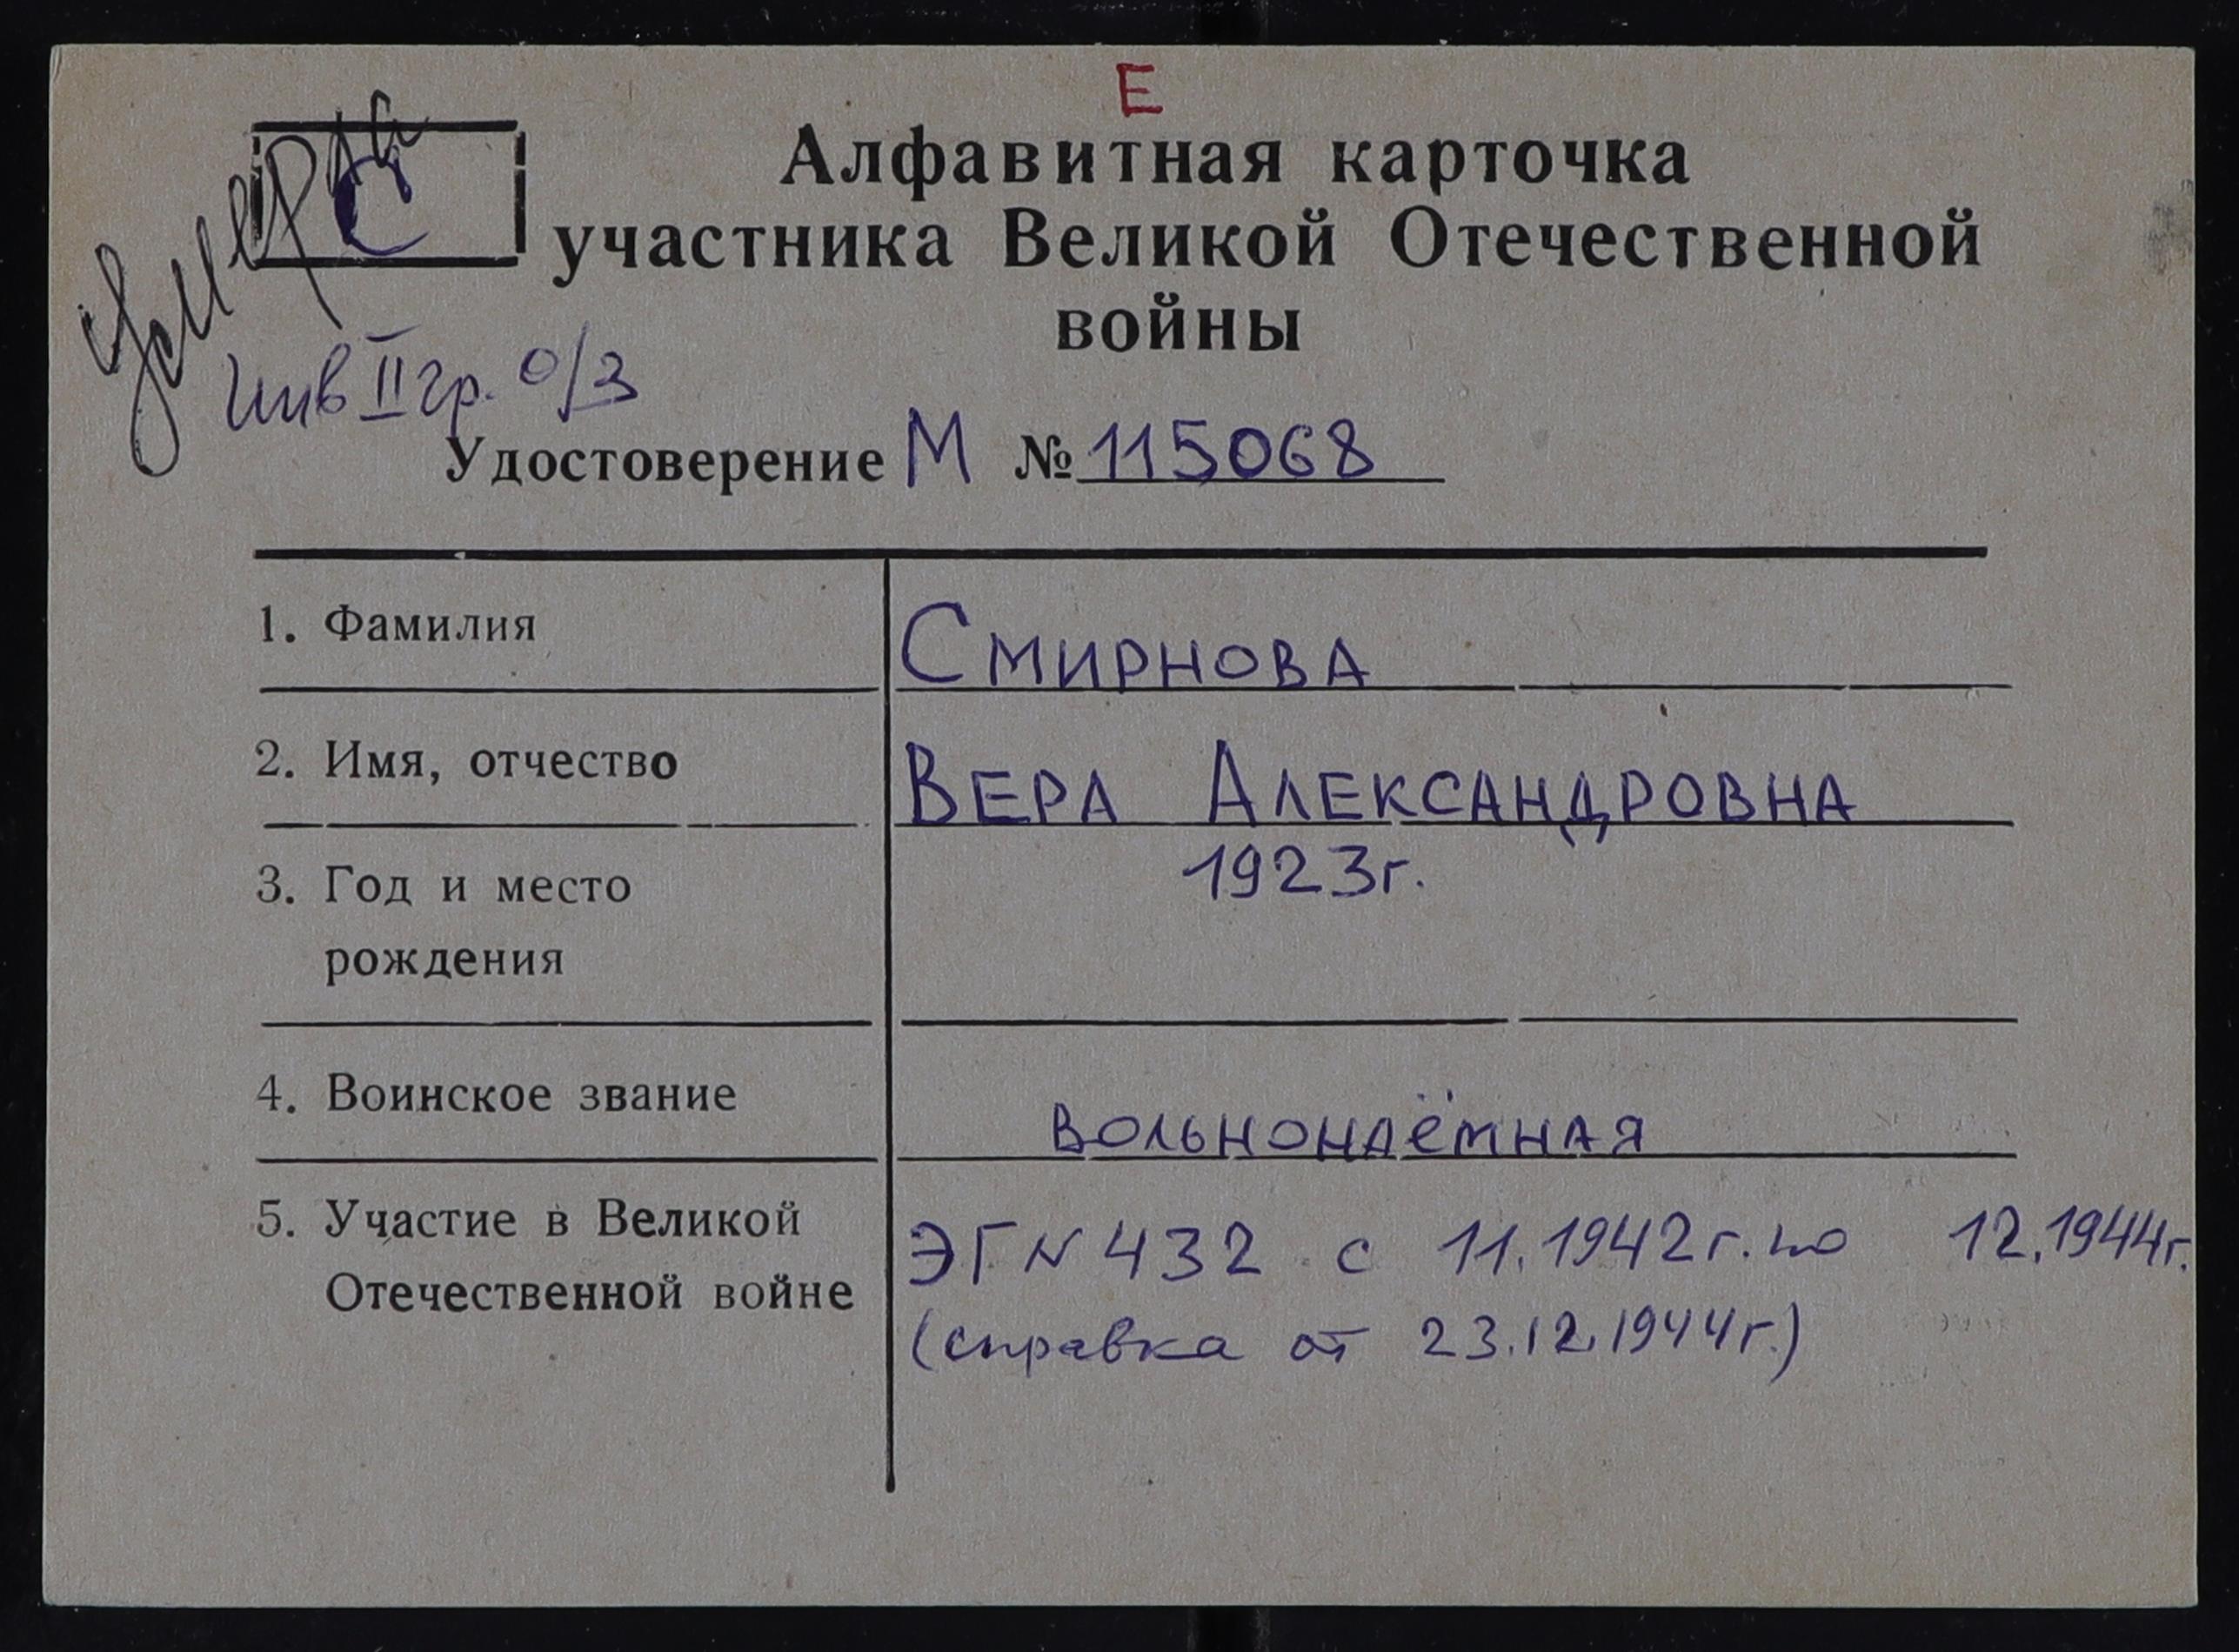 Е
Алфавитная карточка
участника Великой Отечественной
войны
С
Умерла
Инв II гр. о/з
Удостоверение М № 115068
1. Фамилия
Смирнова
2. Имя, отчество
Вера Александровна
3. Год и место
рождения
1923г.
4. Воинское звание
вольнонаёмная
5. Участие в Великой
Отечественной войне
ЭГ N 432 с 11.1942г. по 12.1944г.
(справка от 23.12.1944г.)